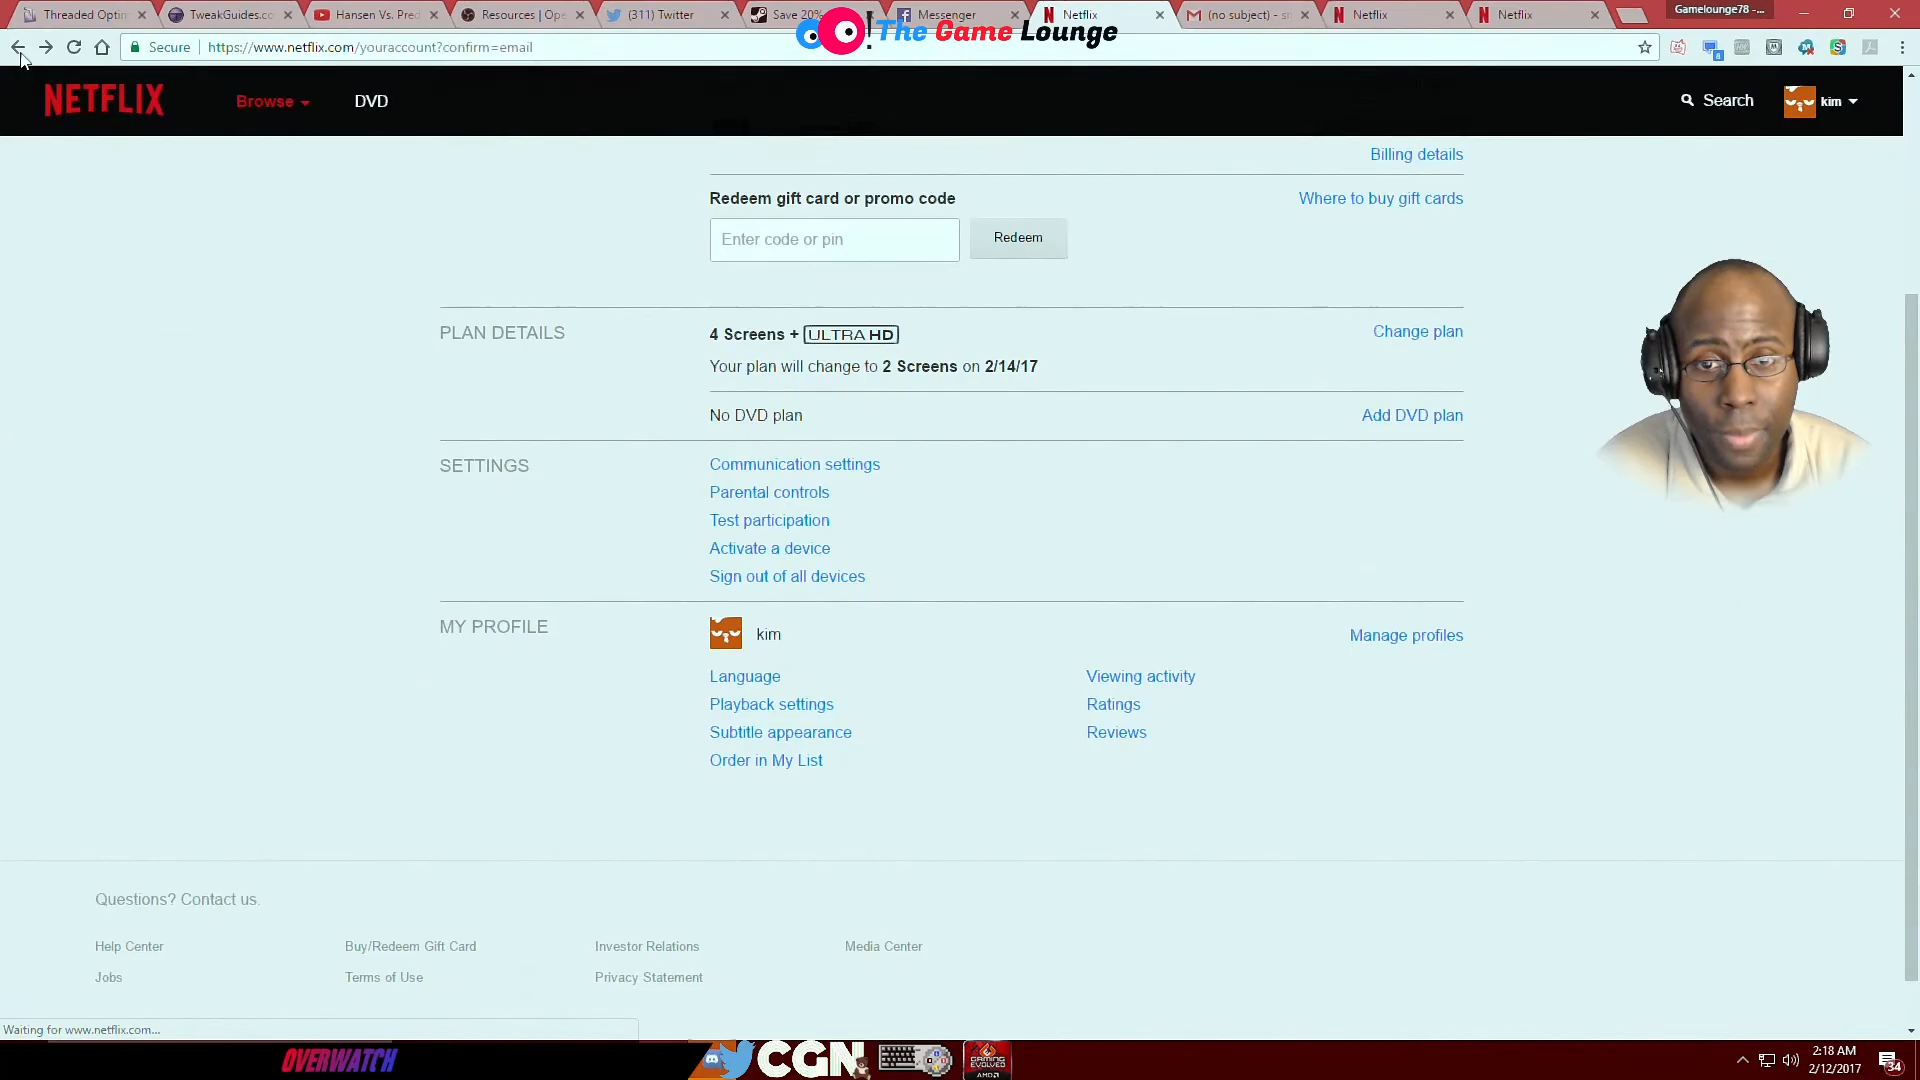 Threaded Optim
TweakGuides.co
Hansen Vs. Pred
Resources | Ope
(311) Twitter
Save 20%
Messenger
Netflix
(no subject) - sn
Netflix
Netflix
Gamelounge78 - ...
Secure
https://www.netflix.com/youraccount?confirm=email
! The Game Lounge
NETFLIX
Browse
DVD
Search
kim
Billing details
Redeem gift card or promo code
Where to buy gift cards
Enter code or pin
Redeem
PLAN DETAILS
4 Screens + ULTRA HD
Change plan
Your plan will change to 2 Screens on 2/14/17
No DVD plan
Add DVD plan
SETTINGS
Communication settings
Parental controls
Test participation
Activate a device
Sign out of all devices
MY PROFILE
kim
Manage profiles
Language
Viewing activity
Playback settings
Ratings
Subtitle appearance
Reviews
Order in My List
Questions? Contact us.
Help Center
Buy/Redeem Gift Card
Investor Relations
Media Center
Jobs
Terms of Use
Privacy Statement
Waiting for www.netflix.com...
OVERWATCH
CGN
GAMING
EVOLVED
AMD
2:18 AM
2/12/2017
34